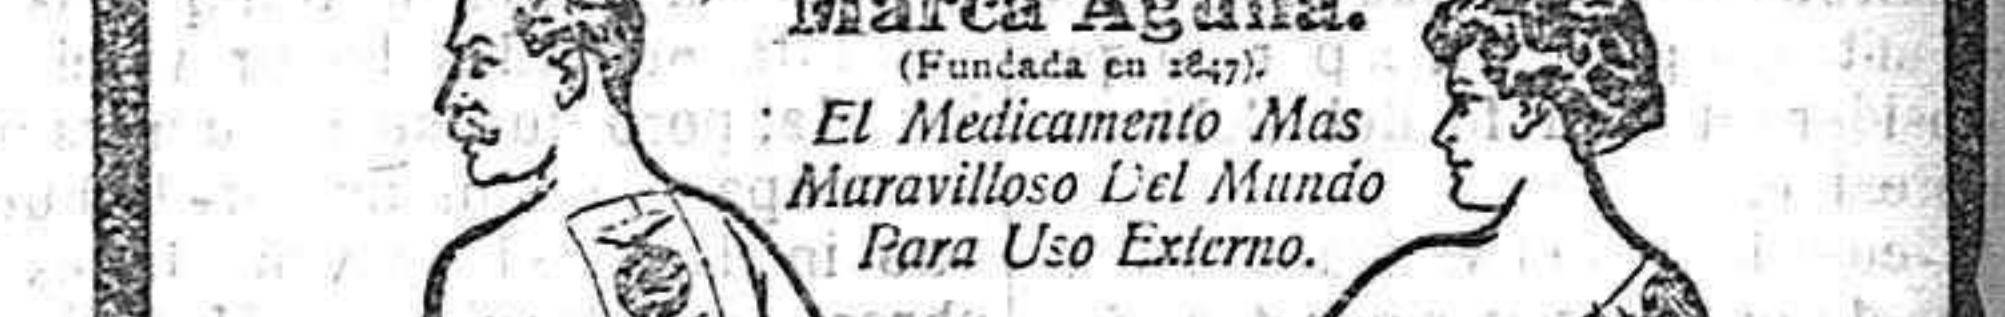 Marca Aguila.
(Fundada en 1847).
El Medicamento Mas
Maravilloso Del Mundo
Para Uso Externo.